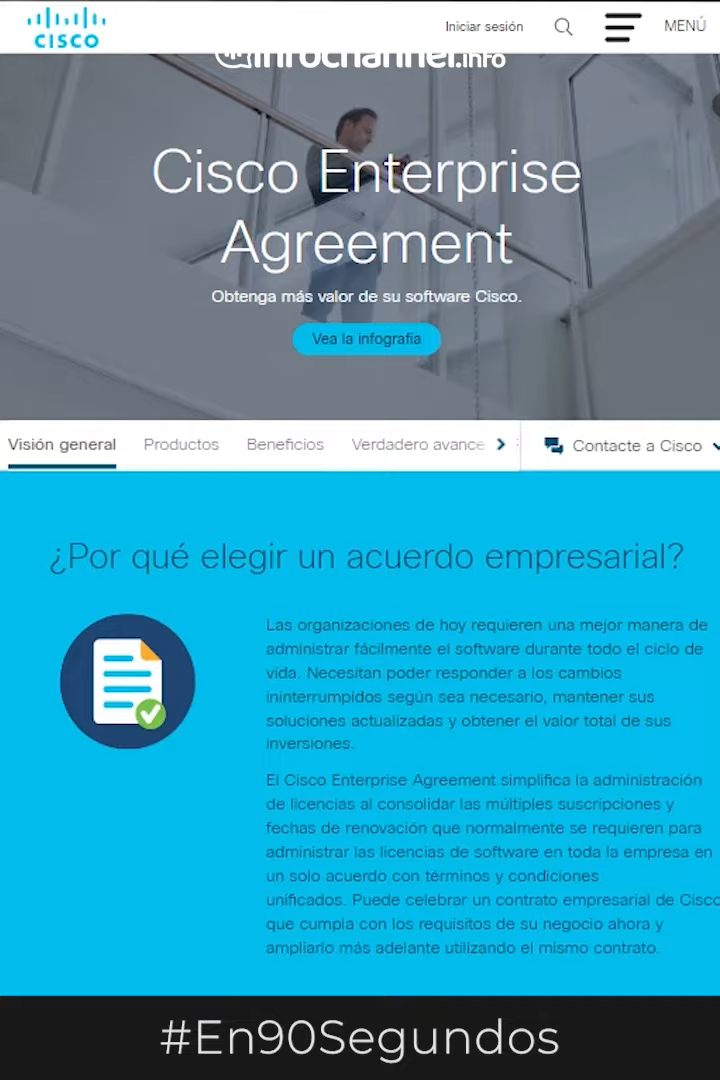 CISCO
Iniciar sesión
MENÚ
infochannel.info
Cisco Enterprise
Agreement
Obtenga más valor de su software Cisco.
Vea la infografía
Visión general
Productos
Beneficios
Verdadero avance
Contacte a Cisco
¿Por qué elegir un acuerdo empresarial?
Las organizaciones de hoy requieren una mejor manera de
administrar fácilmente el software durante todo el ciclo de
vida. Necesitan poder responder a los cambios
ininterrumpidos según sea necesario, mantener sus
soluciones actualizadas y obtener el valor total de sus
inversiones.
El Cisco Enterprise Agreement simplifica la administración
de licencias al consolidar las múltiples suscripciones y
fechas de renovación que normalmente se requieren para
administrar las licencias de software en toda la empresa en
un solo acuerdo con términos y condiciones
unificados. Puede celebrar un contrato empresarial de Cisco
que cumpla con los requisitos de su negocio ahora y
ampliarlo más adelante utilizando el mismo contrato.
#En90Segundos